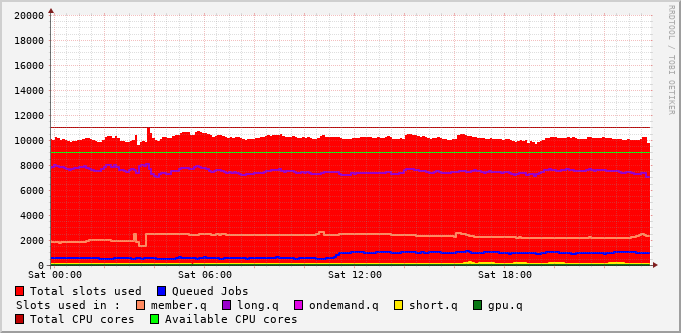 20000
18000
16000
14000
12000
11000
10000
8000
6000
4000
2000
0
Sat 00:00 Sat 06:00 Sat 12:00 Sat 18:00
Total slots used Queued Jobs
Slots used in : member.q long.q ondemand.q short.q gpu.q
Total CPU cores Available CPU cores
RRDTOOL / TOBI OETIKER